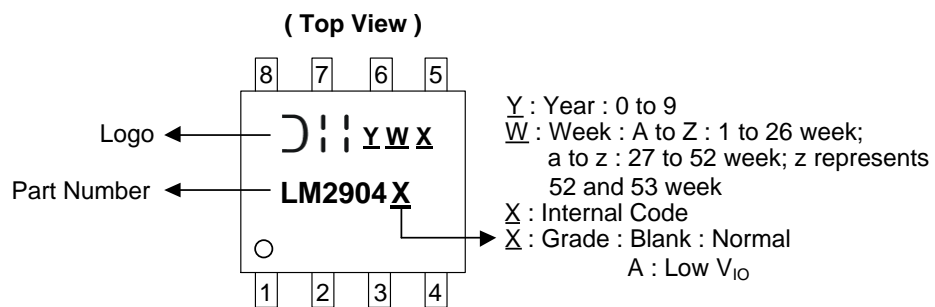 ( Top View )
8 7 6 5
Logo
Y W X
Part Number
LM2904 X
1 2 3 4
Y : Year : 0 to 9
W : Week : A to Z : 1 to 26 week;
a to z : 27 to 52 week; z represents
52 and 53 week
X : Internal Code
X : Grade : Blank : Normal
A : Low VIO